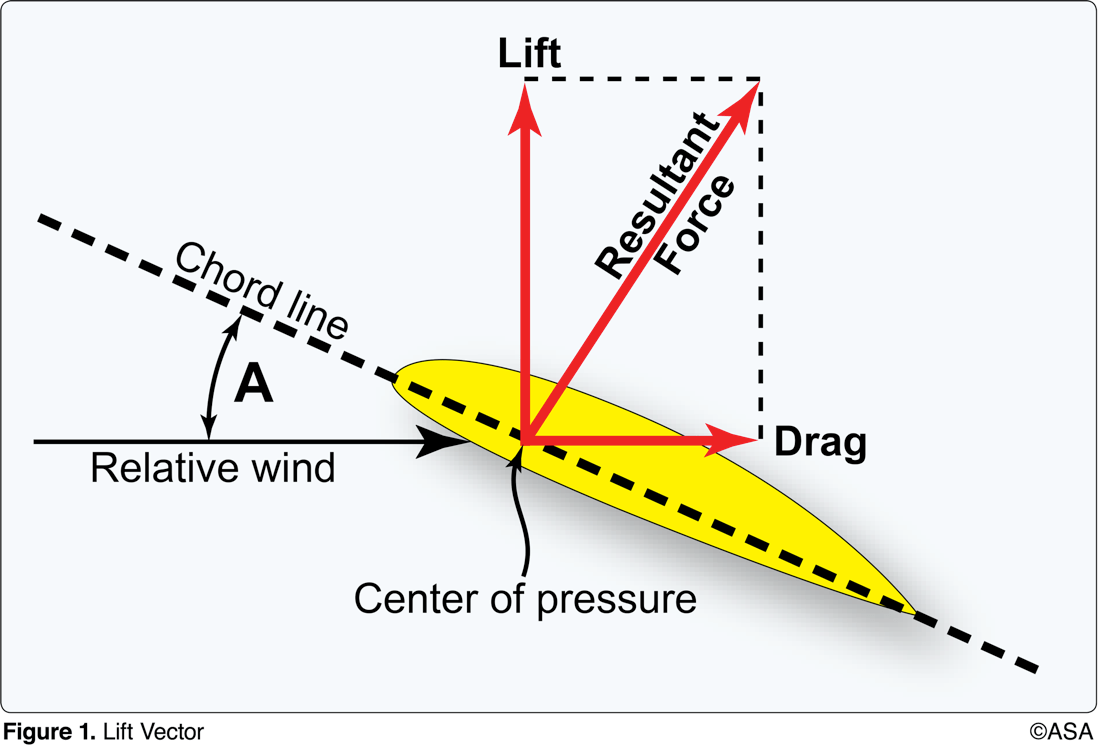 Lift
Resultant
Force
Chord line
A
Drag
Relative wind
Center of pressure
Figure 1. Lift Vector
©ASA